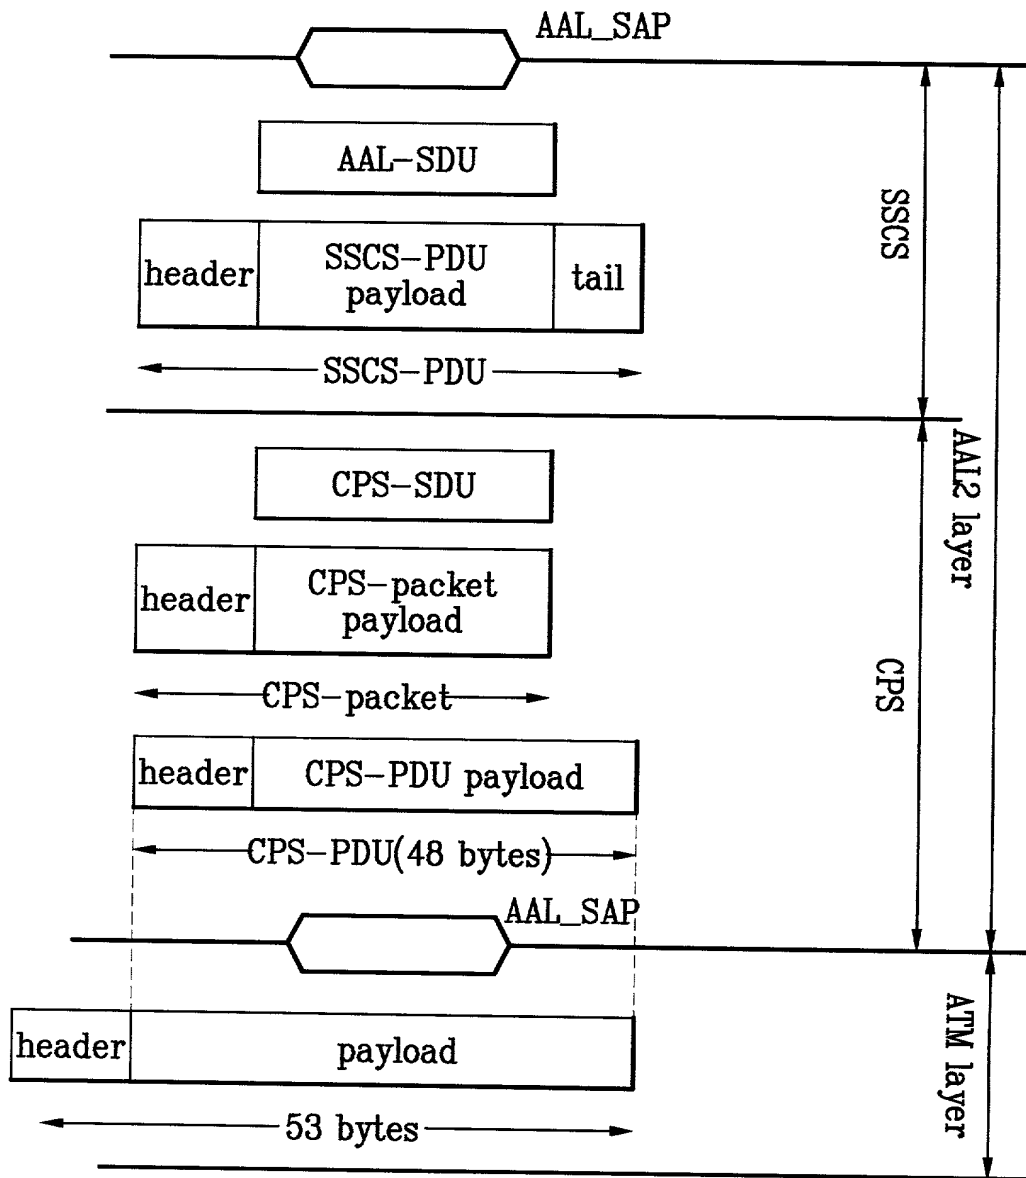 AAL_SAP
AAL-SDU
header
SSCS-PDU
payload
tail
SSCS-PDU
SSCS
CPS-SDU
header
CPS-packet
payload
CPS-packet
header
CPS-PDU payload
CPS-PDU(48 bytes)
CPS
AAL2 layer
AAL_SAP
header
payload
53 bytes
ATM layer